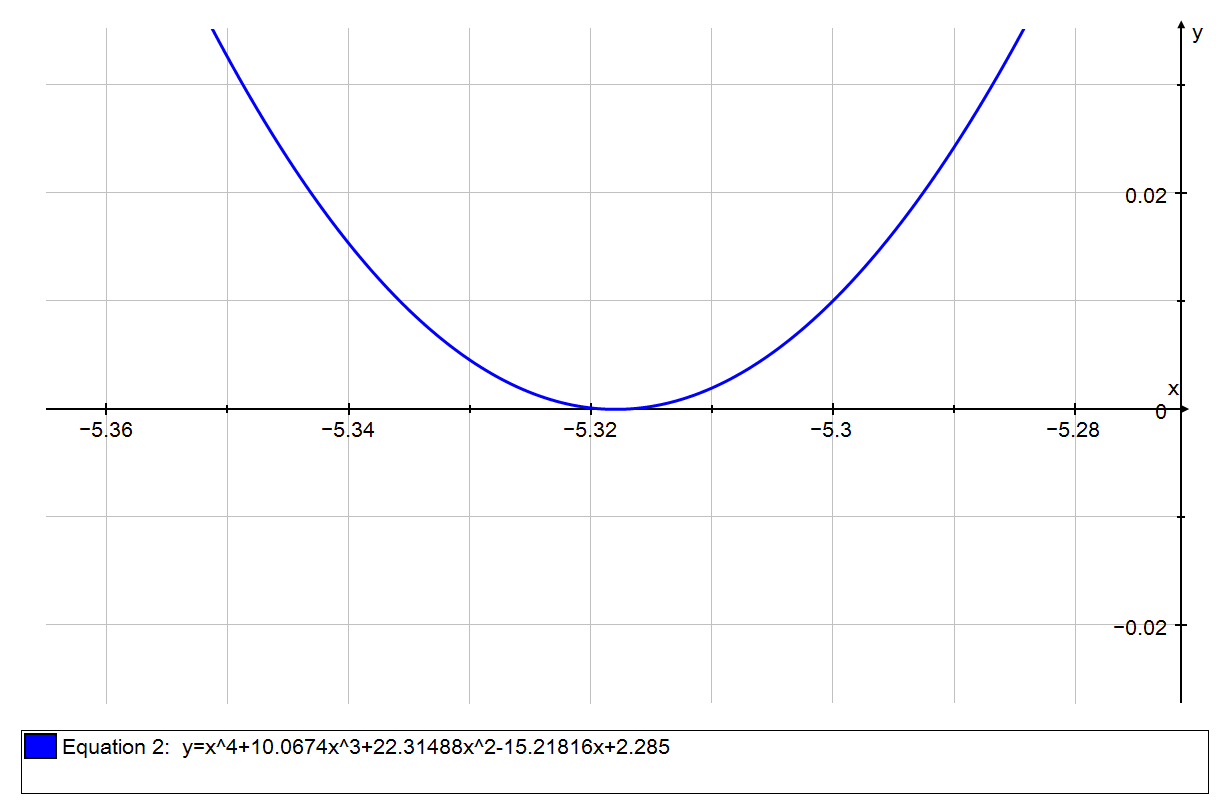 y
0.02
x
0
−5.36 −5.34 −5.32 −5.3 −5.28
−0.02
Equation 2: y=x^4+10.0674x^3+22.31488x^2-15.21816x+2.285